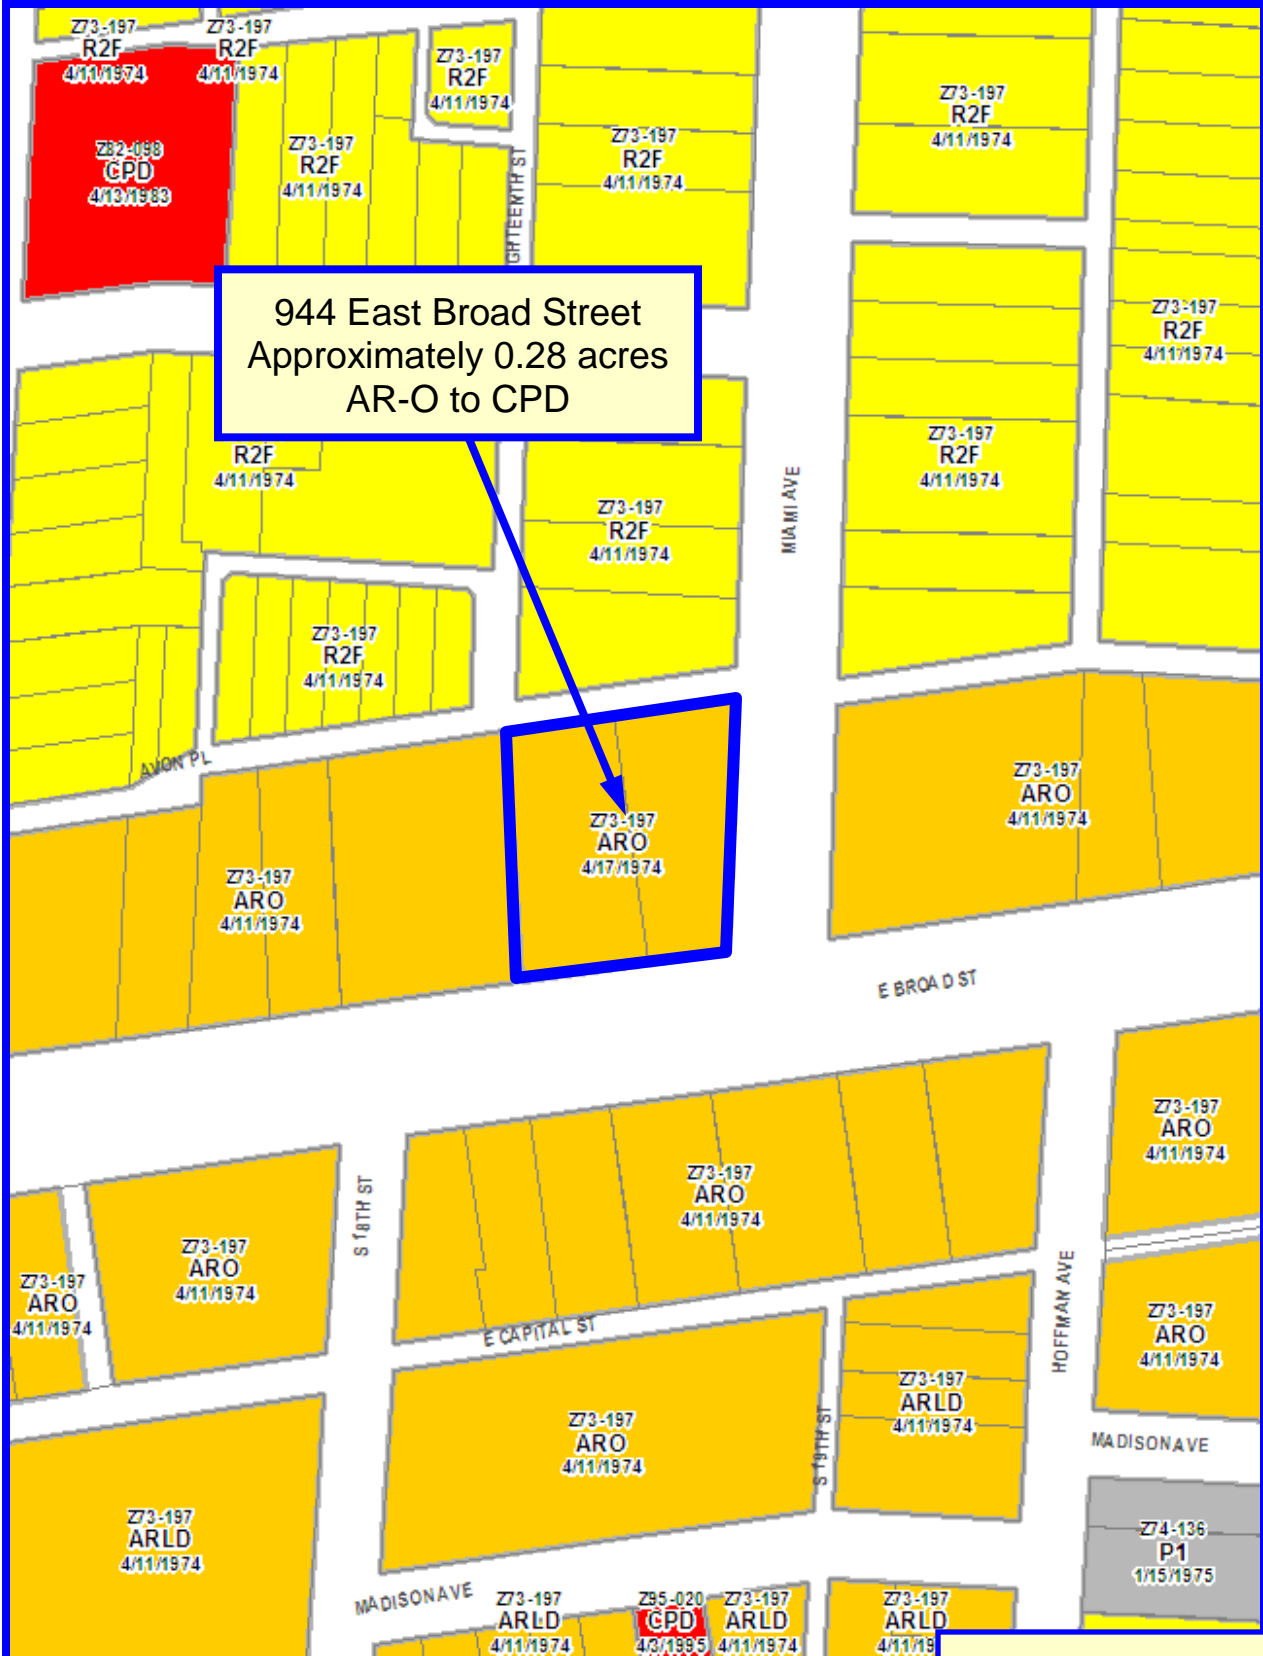 Z73-197
R2F
4/11/1974
Z73-197
R2F
4/11/1974
Z73-197
R2F
4/11/1974
Z82-098
CPD
4/13/1983
Z73-197
R2F
4/11/1974
Z73-197
R2F
4/11/1974
Z73-197
R2F
4/11/1974
GHTEENTH ST
944 East Broad Street
Approximately 0.28 acres
AR-O to CPD
Z73-197
R2F
4/11/1974
R2F
4/11/1974
Z73-197
R2F
4/11/1974
MIAMI AVE
Z73-197
R2F
4/11/1974
Z73-197
R2F
4/11/1974
AVON PL
Z73-197
ARO
4/17/1974
Z73-197
ARO
4/11/1974
Z73-197
ARO
4/11/1974
E BROAD ST
Z73-197
ARO
4/11/1974
Z73-197
ARO
4/11/1974
S 18TH ST
Z73-197
ARO
4/11/1974
Z73-197
ARO
4/11/1974
E CAPITAL ST
HOFFMAN AVE
Z73-197
ARO
4/11/1974
Z73-197
ARLD
4/11/1974
Z73-197
ARO
4/11/1974
S 19TH ST
MADISON AVE
Z73-197
ARLD
4/11/1974
Z74-136
P1
1/15/1975
MADISON AVE
Z73-197
ARLD
4/11/1974
Z95-020
CPD
4/3/1995
Z73-197
ARLD
4/11/1974
Z73-197
ARLD
4/11/19